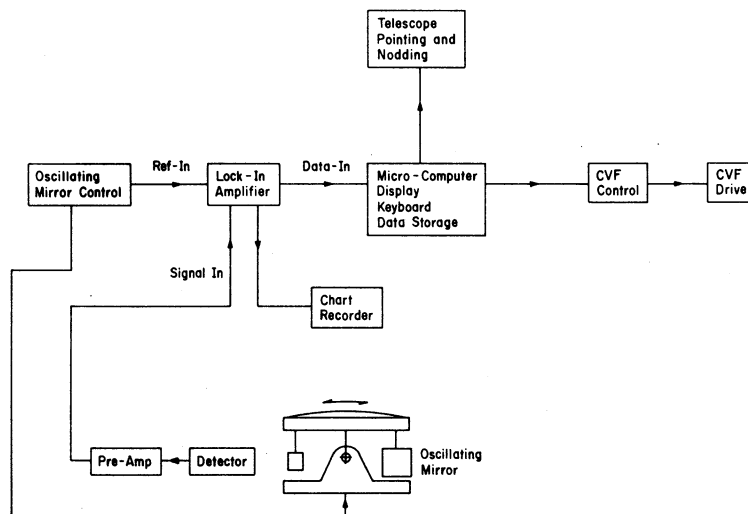 Telescope
Pointing and
Nodding
Ref-In
Data-In
Oscillating
Mirror Control
Lock-In
Amplifier
Micro-Computer
Display
Keyboard
Data Storage
CVF
Control
CVF
Drive
Signal In
Chart
Recorder
Pre-Amp
Detector
Oscillating
Mirror